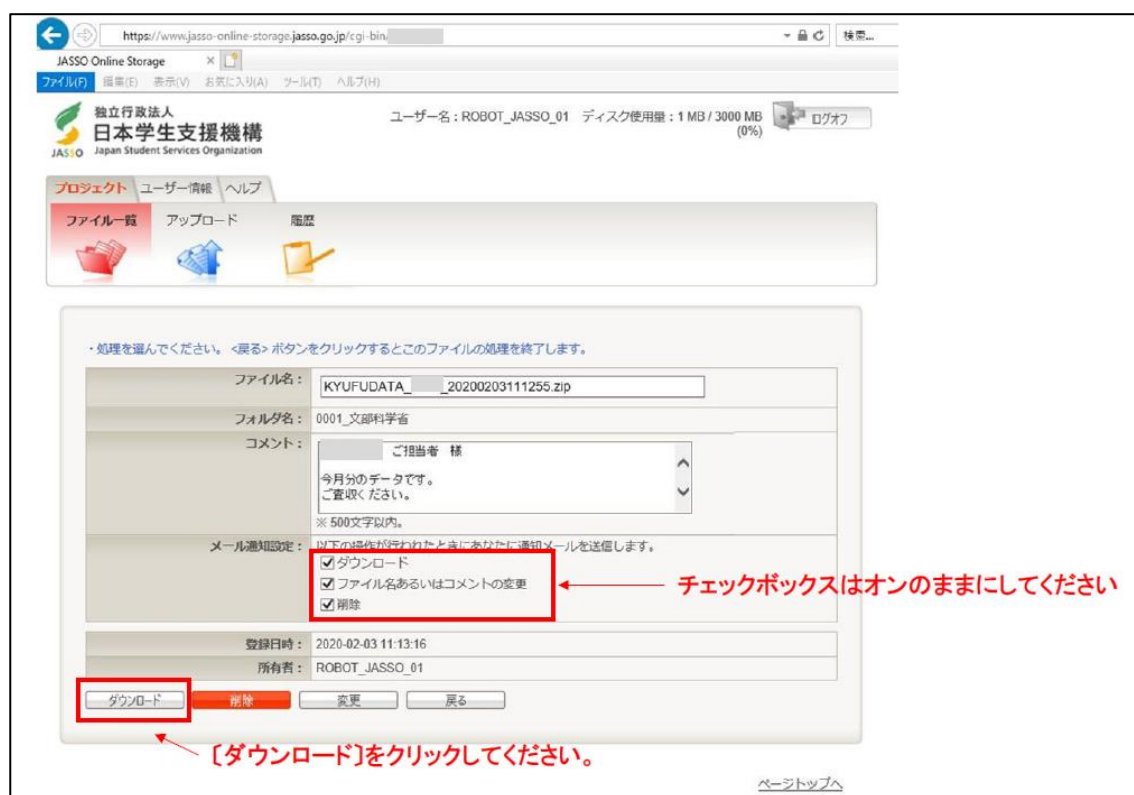 https://www.jasso-online-storage.jasso.go.jp/cgi-bin/
検索...
JASSO Online Storage
ファイル(F) 編集(E) 表示(V) お気に入り(A) ツール(T) ヘルプ(H)
独立行政法人
日本学生支援機構
JASSO Japan Student Services Organization
ユーザー名：ROBOT_JASSO_01 ディスク使用量：1 MB / 3000 MB
(0%)
ログオフ
プロジェクト ユーザー情報 ヘルプ
ファイル一覧 アップロード 履歴
・処理を選んでください。<戻る>ボタンをクリックするとこのファイルの処理を終了します。
ファイル名： KYUFUDATA_ _20200203111255.zip
フォルダ名： 0001_文部科学省
コメント： ご担当者 様
今月分のデータです。
ご査収ください。
※ 500文字以内。
メール通知設定： 以下の操作が行われたときにあなたに通知メールを送信します。
ダウンロード
ファイル名あるいはコメントの変更
削除
チェックボックスはオンのままにしてください
登録日時： 2020-02-03 11:13:16
所有者： ROBOT_JASSO_01
ダウンロード 削除 変更 戻る
〔ダウンロード〕をクリックしてください。
ページトップへ